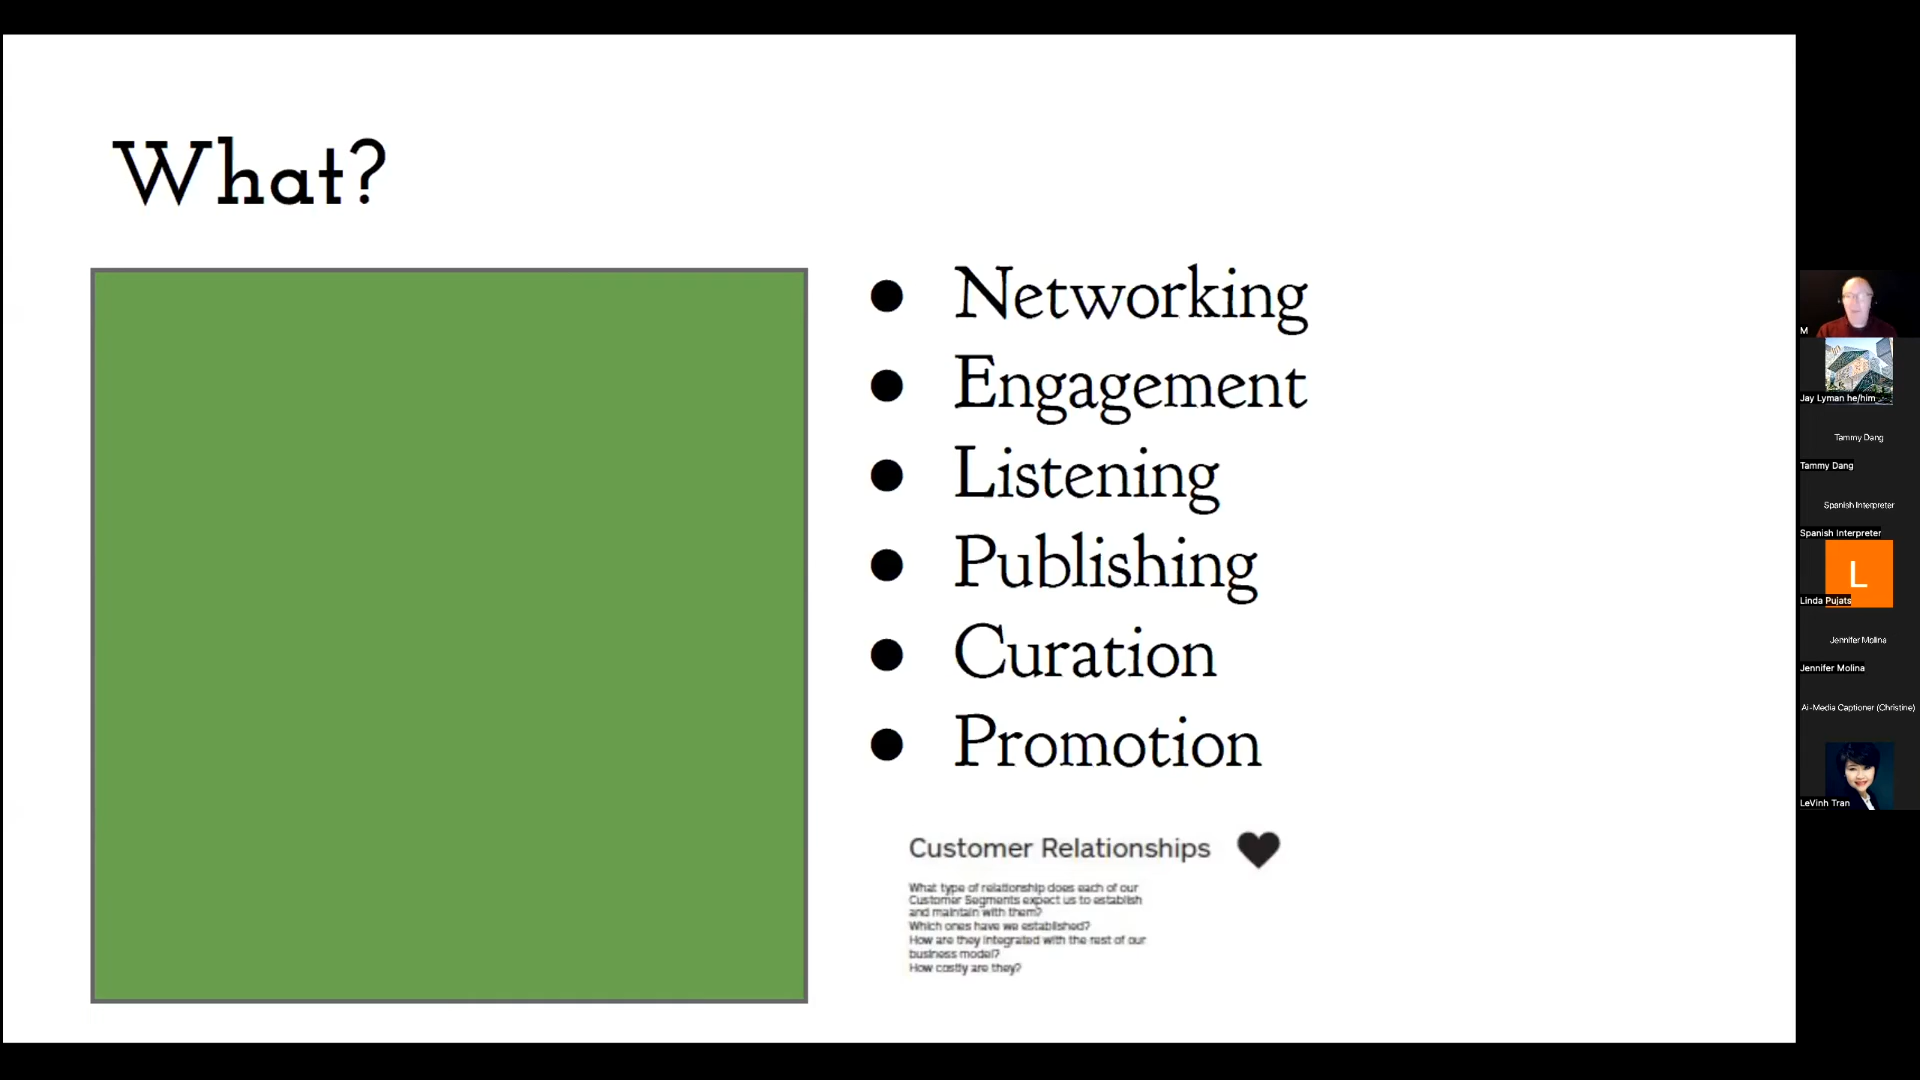 What?
Networking
Engagement
Listening
Publishing
Curation
Promotion
Customer Relationships
What type of relationship does each of our
Customer Segments expect us to establish
and maintain with them?
Which ones have we established?
How are they integrated with the rest of our
business model?
How costly are they?
M
Jay Lyman he/him
Tammy Dang
Tammy Dang
Spanish Interpreter
Spanish Interpreter
L
Linda Pujats
Jennifer Molina
Jennifer Molina
Ai-Media Captioner (Christine)
LeVinh Tran